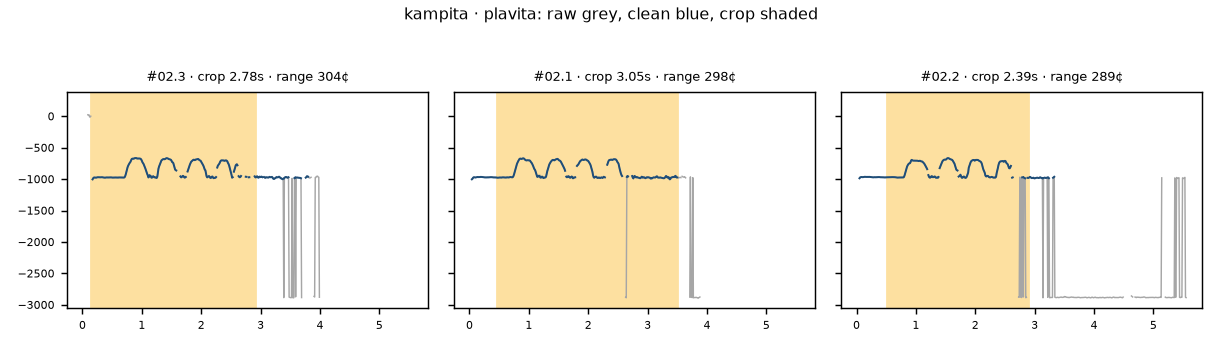 kampita · plavita: raw grey, clean blue, crop shaded
#02.3 · crop 2.78s · range 304¢
#02.1 · crop 3.05s · range 298¢
#02.2 · crop 2.39s · range 289¢
0
−500
−1000
−1500
−2000
−2500
−3000
0 1 2 3 4 5
0 1 2 3 4 5
0 1 2 3 4 5